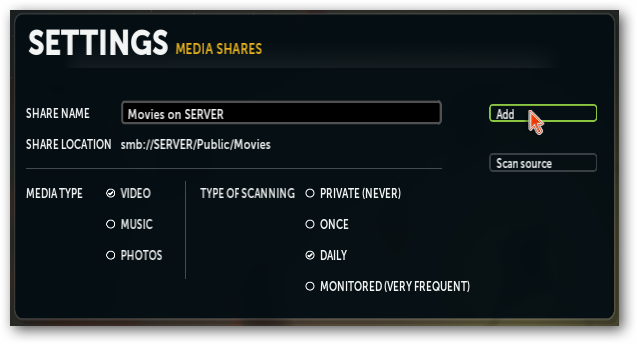 SETTINGS MEDIA SHARES
SHARE NAME Movies on SERVER Add
SHARE LOCATION smb://SERVER/Public/Movies
Scan source
MEDIA TYPE VIDEO TYPE OF SCANNING PRIVATE (NEVER)
MUSIC ONCE
PHOTOS DAILY
MONITORED (VERY FREQUENT)